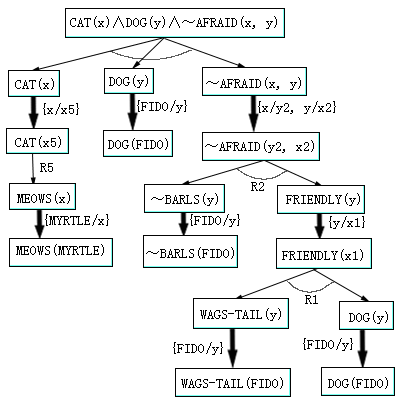 CAT(x)∧DOG(y)∧～AFRAID(x, y)
CAT(x)
DOG(y)
～AFRAID(x, y)
{x/x5}
{FIDO/y}
{x/y2, y/x2}
CAT(x5)
DOG(FIDO)
～AFRAID(y2, x2)
R5
R2
MEOWS(x)
～BARLS(y)
FRIENDLY(y)
{MYRTLE/x}
{FIDO/y}
{y/x1}
MEOWS(MYRTLE)
～BARLS(FIDO)
FRIENDLY(x1)
R1
WAGS-TAIL(y)
DOG(y)
{FIDO/y}
{FIDO/y}
WAGS-TAIL(FIDO)
DOG(FIDO)